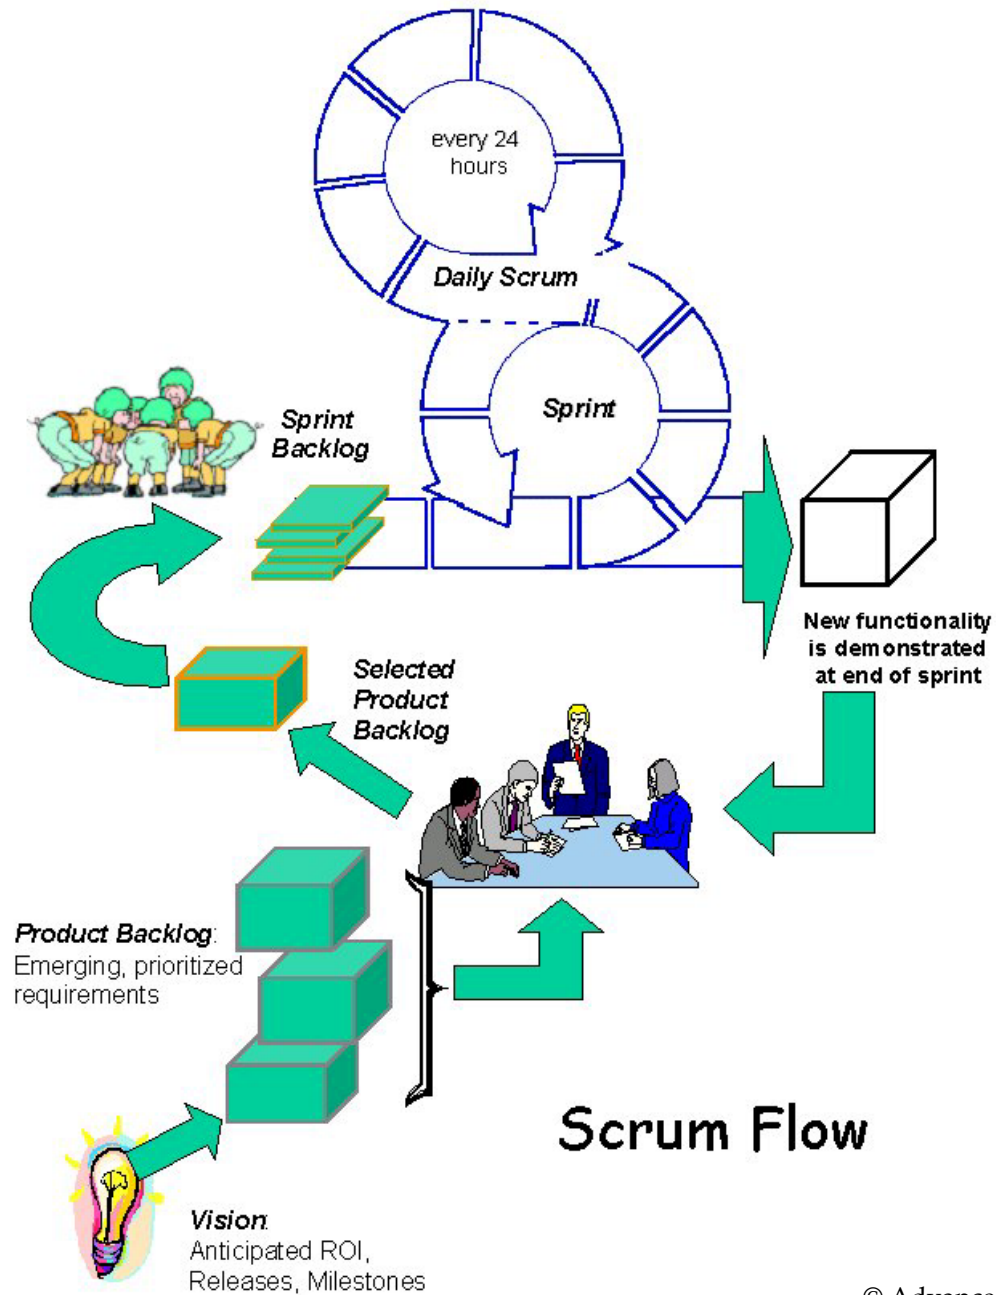 every 24
hours
Daily Scrum
Sprint
Sprint
Backlog
New functionality
is demonstrated
at end of sprint
Selected
Product
Backlog
Product Backlog:
Emerging, prioritized
requirements
Scrum Flow
Vision:
Anticipated ROI,
Releases, Milestones
©